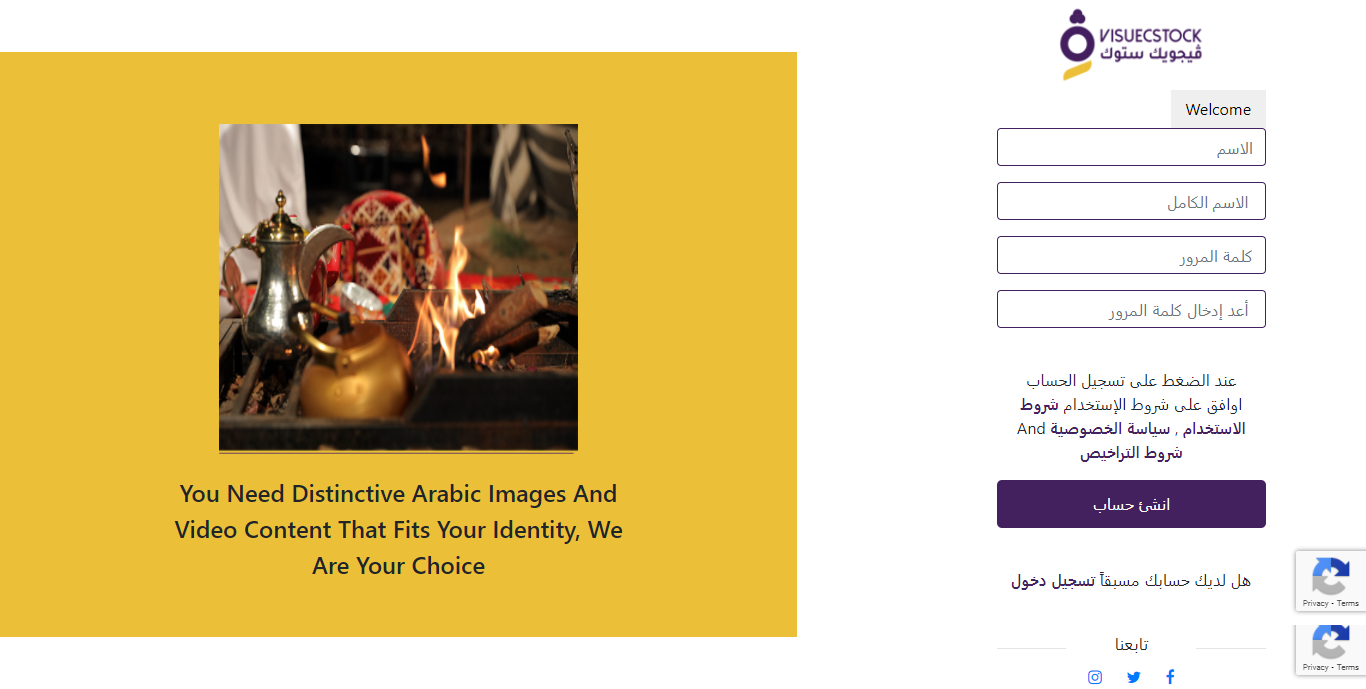 VISUECSTOCK
ڤيجويك ستوك
Welcome
الاسم
الاسم الكامل
كلمة المرور
أعد إدخال كلمة المرور
عند الضغط على تسجيل الحساب
اوافق على شروط الإستخدام شروط
الاستخدام , سياسة الخصوصية And
شروط التراخيص
انشئ حساب
هل لديك حسابك مسبقاً تسجيل دخول
تابعنا
You Need Distinctive Arabic Images And
Video Content That Fits Your Identity, We
Are Your Choice
Privacy - Terms
Privacy - Terms